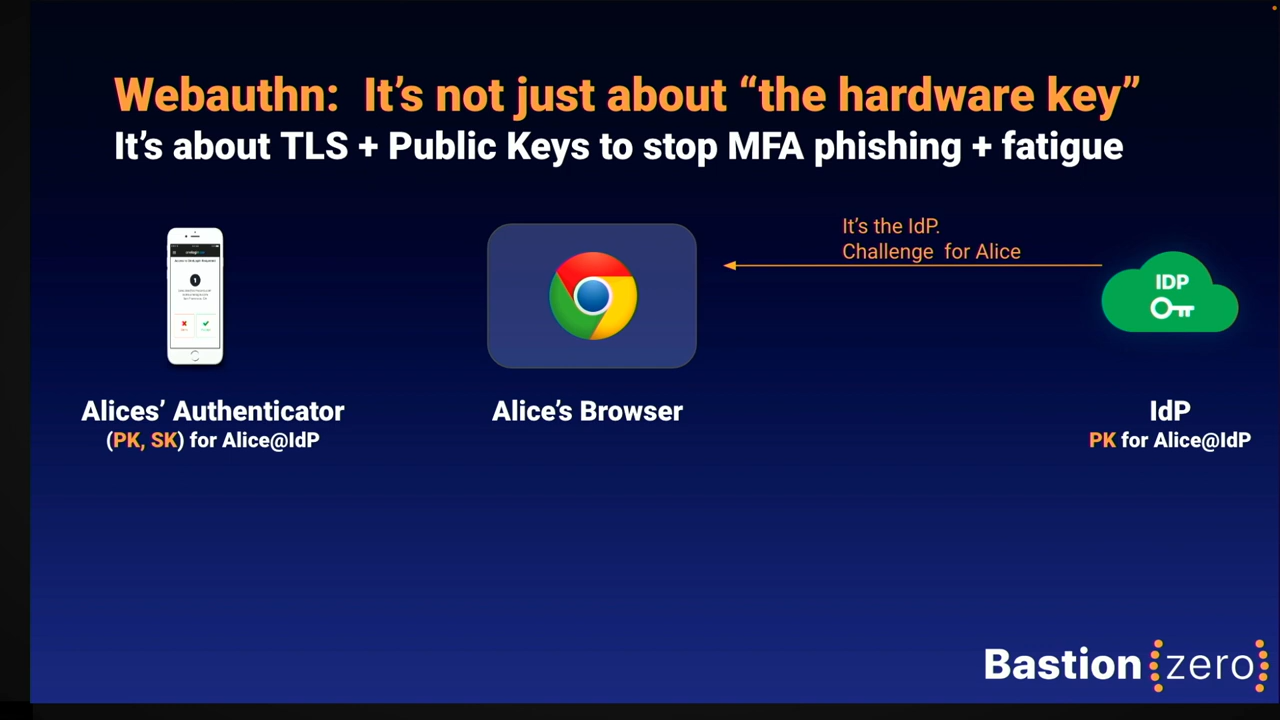 Webauthn: It's not just about “the hardware key”
It's about TLS + Public Keys to stop MFA phishing + fatigue
It's the IdP.
Challenge for Alice
IDP
Alices’ Authenticator
(PK, SK) for Alice@IdP
Alice’s Browser
IdP
PK for Alice@IdP
Bastion {zero}